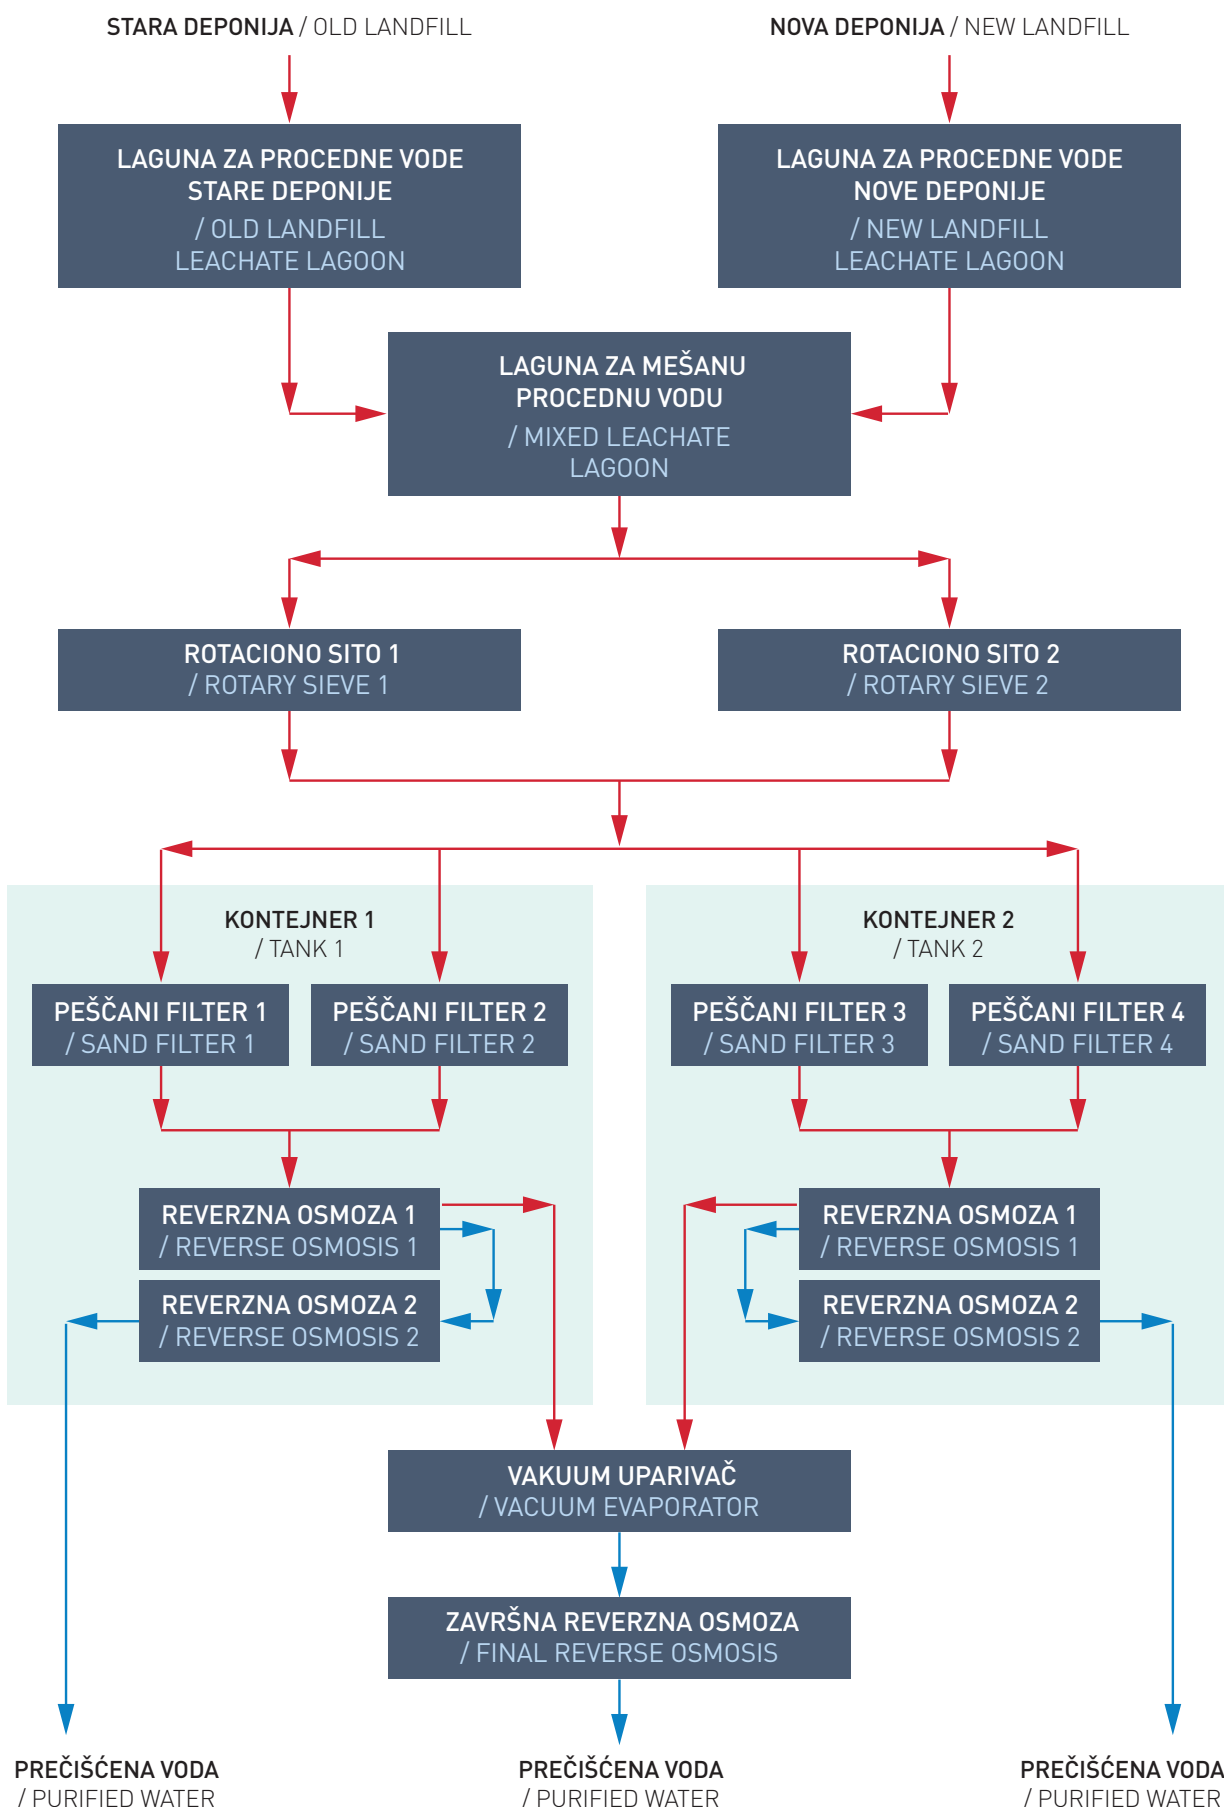 STARA DEPONIJA / OLD LANDFILL
NOVA DEPONIJA / NEW LANDFILL
LAGUNA ZA PROCEDNE VODE
STARE DEPONIJE
/ OLD LANDFILL
LEACHATE LAGOON
LAGUNA ZA PROCEDNE VODE
NOVE DEPONIJE
/ NEW LANDFILL
LEACHATE LAGOON
LAGUNA ZA MEŠANU
PROCEDNU VODU
/ MIXED LEACHATE
LAGOON
ROTACIONO SITO 1
/ ROTARY SIEVE 1
ROTACIONO SITO 2
/ ROTARY SIEVE 2
KONTEJNER 1
/ TANK 1
KONTEJNER 2
/ TANK 2
PEŠČANI FILTER 1
/ SAND FILTER 1
PEŠČANI FILTER 2
/ SAND FILTER 2
PEŠČANI FILTER 3
/ SAND FILTER 3
PEŠČANI FILTER 4
/ SAND FILTER 4
REVERZNA OSMOZA 1
/ REVERSE OSMOSIS 1
REVERZNA OSMOZA 2
/ REVERSE OSMOSIS 2
REVERZNA OSMOZA 1
/ REVERSE OSMOSIS 1
REVERZNA OSMOZA 2
/ REVERSE OSMOSIS 2
VAKUUM UPARIVAČ
/ VACUUM EVAPORATOR
ZAVRŠNA REVERZNA OSMOZA
/ FINAL REVERSE OSMOSIS
PREČIŠĆENA VODA
/ PURIFIED WATER
PREČIŠĆENA VODA
/ PURIFIED WATER
PREČIŠĆENA VODA
/ PURIFIED WATER